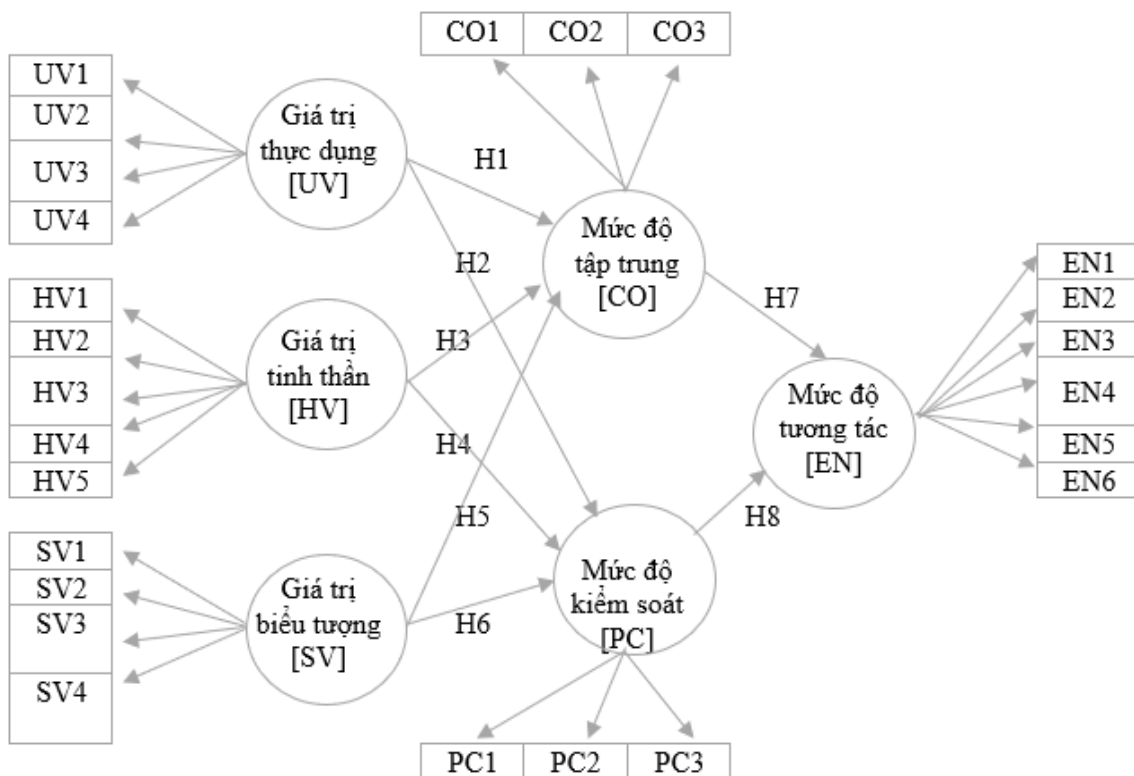 CO1 CO2 CO3
UV1
UV2
UV3
UV4
Giá trị
thực dụng
[UV]
H1
Mức độ
tập trung
[CO]
H2
HV1
HV2
HV3
HV4
HV5
Giá trị
tinh thần
[HV]
H3
H4
H7
EN1
EN2
EN3
EN4
EN5
EN6
Mức độ
tương tác
[EN]
H5
H8
SV1
SV2
SV3
SV4
Giá trị
biểu tượng
[SV]
H6
Mức độ
kiểm soát
[PC]
PC1 PC2 PC3